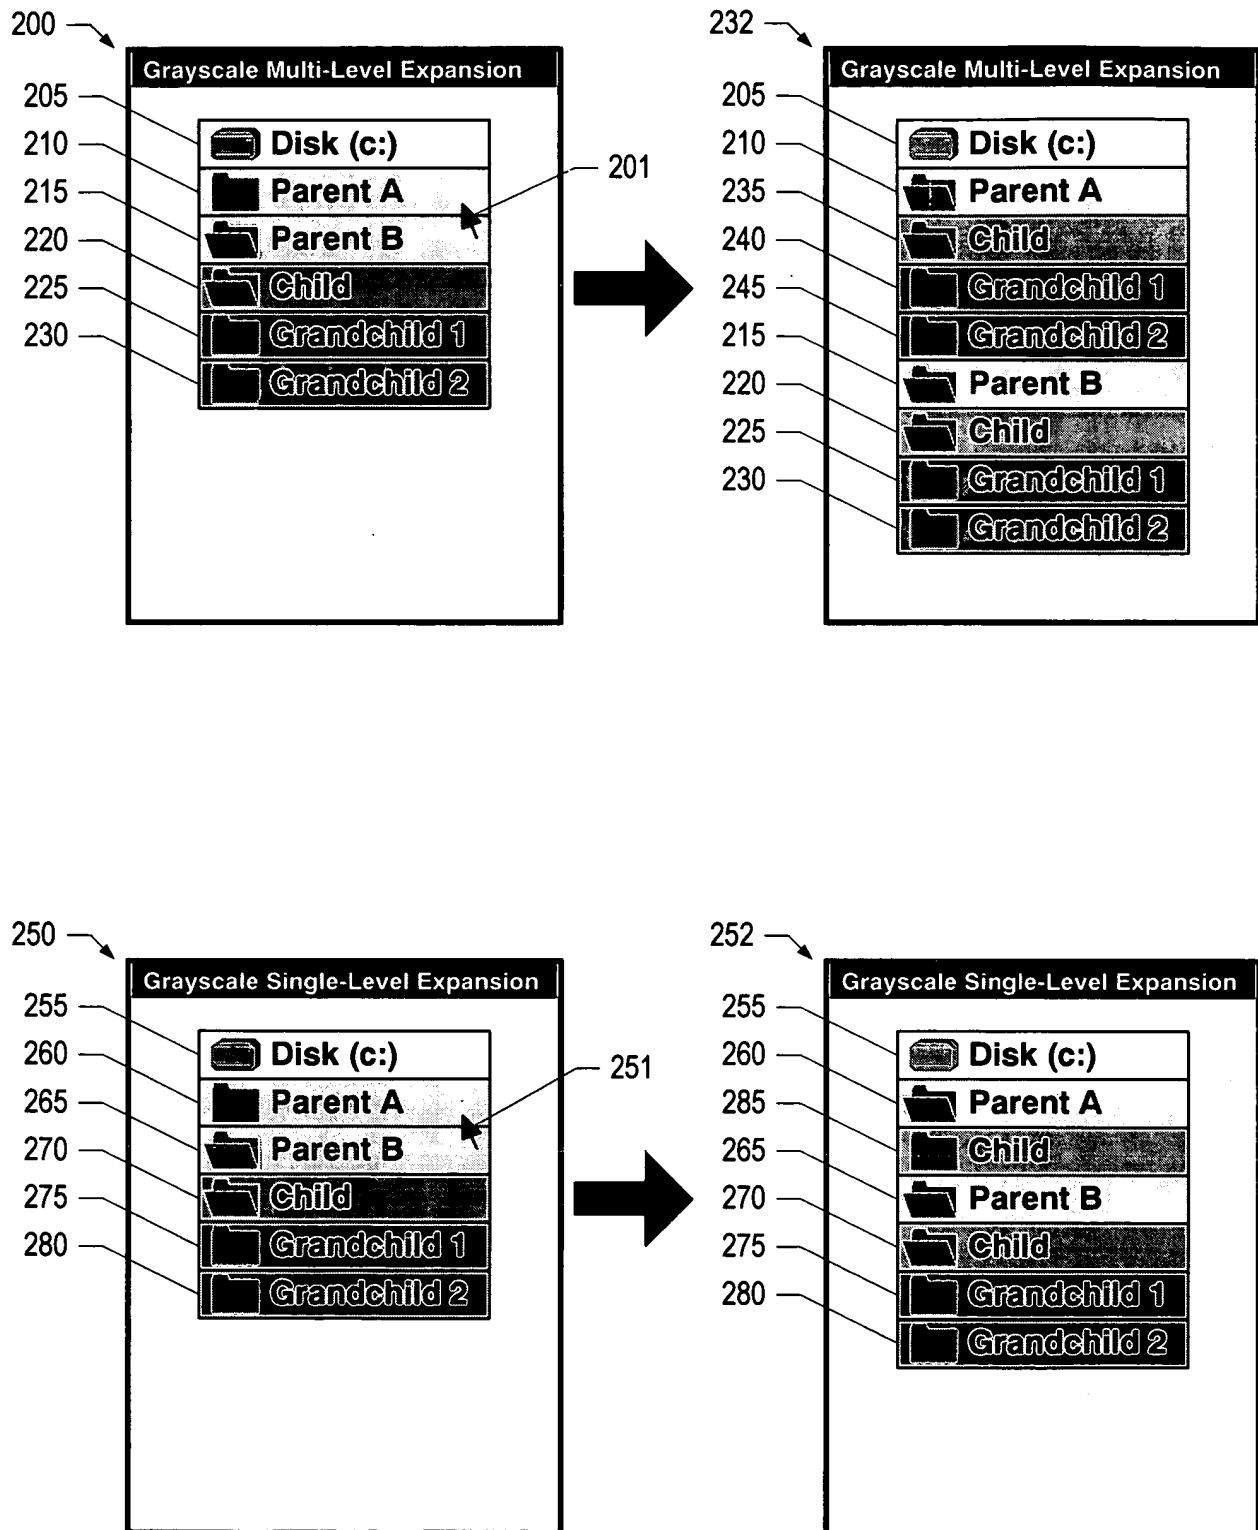 200
Grayscale Multi-Level Expansion
205
Disk (c:)
210
Parent A
201
215
Parent B
220
Child
225
Grandchild 1
230
Grandchild 2
232
Grayscale Multi-Level Expansion
205
Disk (c:)
210
Parent A
235
Child
240
Grandchild 1
245
Grandchild 2
215
Parent B
220
Child
225
Grandchild 1
230
Grandchild 2
250
Grayscale Single-Level Expansion
255
Disk (c:)
260
Parent A
251
265
Parent B
270
Child
275
Grandchild 1
280
Grandchild 2
252
Grayscale Single-Level Expansion
255
Disk (c:)
260
Parent A
285
Child
265
Parent B
270
Child
275
Grandchild 1
280
Grandchild 2